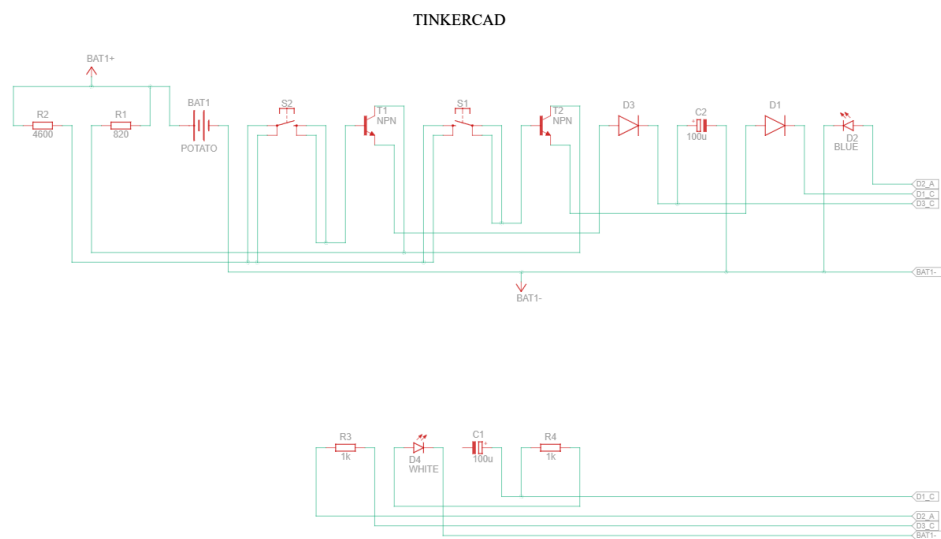 TINKERCAD
BAT1+
R2
4600
R1
820
BAT1
POTATO
S2
T1
NPN
S1
T2
NPN
D3
C2
100u
D1
D2
BLUE
D2_A
D1_C
D3_C
BAT1-
BAT1-
R3
1k
D4
WHITE
C1
100u
R4
1k
D1_C
D2_A
D3_C
BAT1-